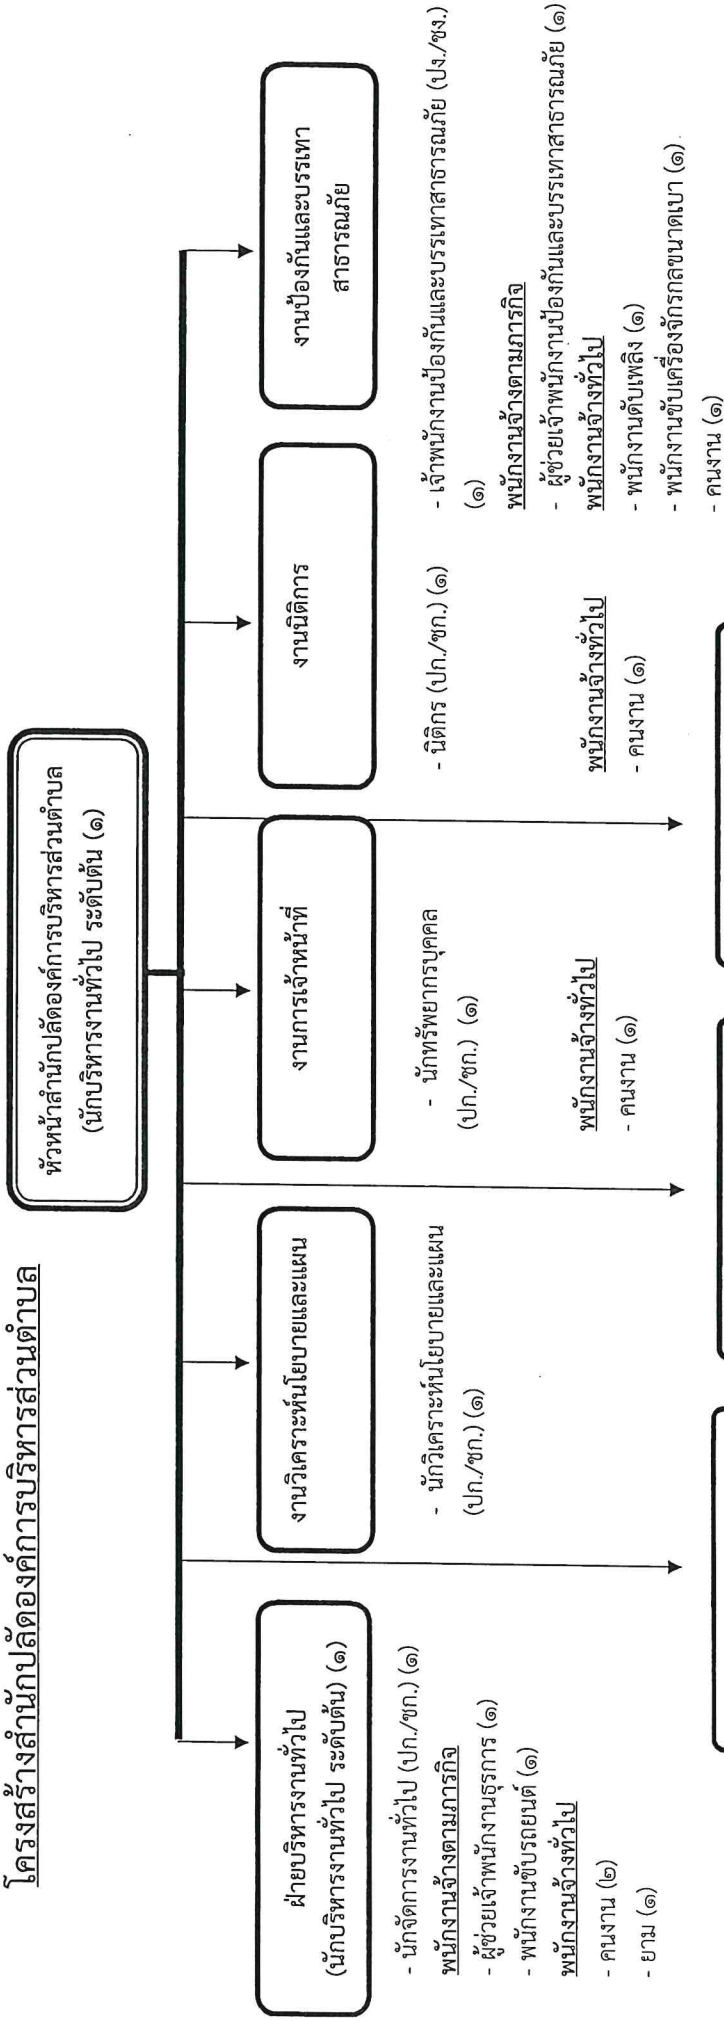 โครงสร้างสำนักปลัดองค์การบริหารส่วนตำบล
หัวหน้าสำนักปลัดองค์การบริหารส่วนตำบล
(นักบริหารงานทั่วไป ระดับต้น (๑)
ฝ่ายบริหารงานทั่วไป
(นักบริหารงานทั่วไป ระดับต้น) (๑)
- นักจัดการงานทั่วไป (ปก./ชก.) (๑)
พนักงานจ้างตามภารกิจ
- ผู้ช่วยเจ้าพนักงานธุรการ (๑)
- พนักงานขับรถยนต์ (๑)
พนักงานจ้างทั่วไป
- คนงาน (๒)
- ยาม (๑)
งานวิเคราะห์นโยบายและแผน
- นักวิเคราะห์นโยบายและแผน
(ปก./ชก.) (๑)
งานการเจ้าหน้าที่
- นักทรัพยากรบุคคล
(ปก./ชก.) (๑)
พนักงานจ้างทั่วไป
- คนงาน (๑)
งานนิติการ
- นิติกร (ปก./ชก.) (๑)
พนักงานจ้างทั่วไป
- คนงาน (๑)
งานป้องกันและบรรเทา
สาธารณภัย
- เจ้าพนักงานป้องกันและบรรเทาสาธารณภัย (ปง./ชง.)
(๑)
พนักงานจ้างตามภารกิจ
- ผู้ช่วยเจ้าพนักงานป้องกันและบรรเทาสาธารณภัย (๑)
พนักงานจ้างทั่วไป
- พนักงานดับเพลิง (๑)
- พนักงานขับเครื่องจักรกลขนาดเบา (๑)
- คนงาน (๑)